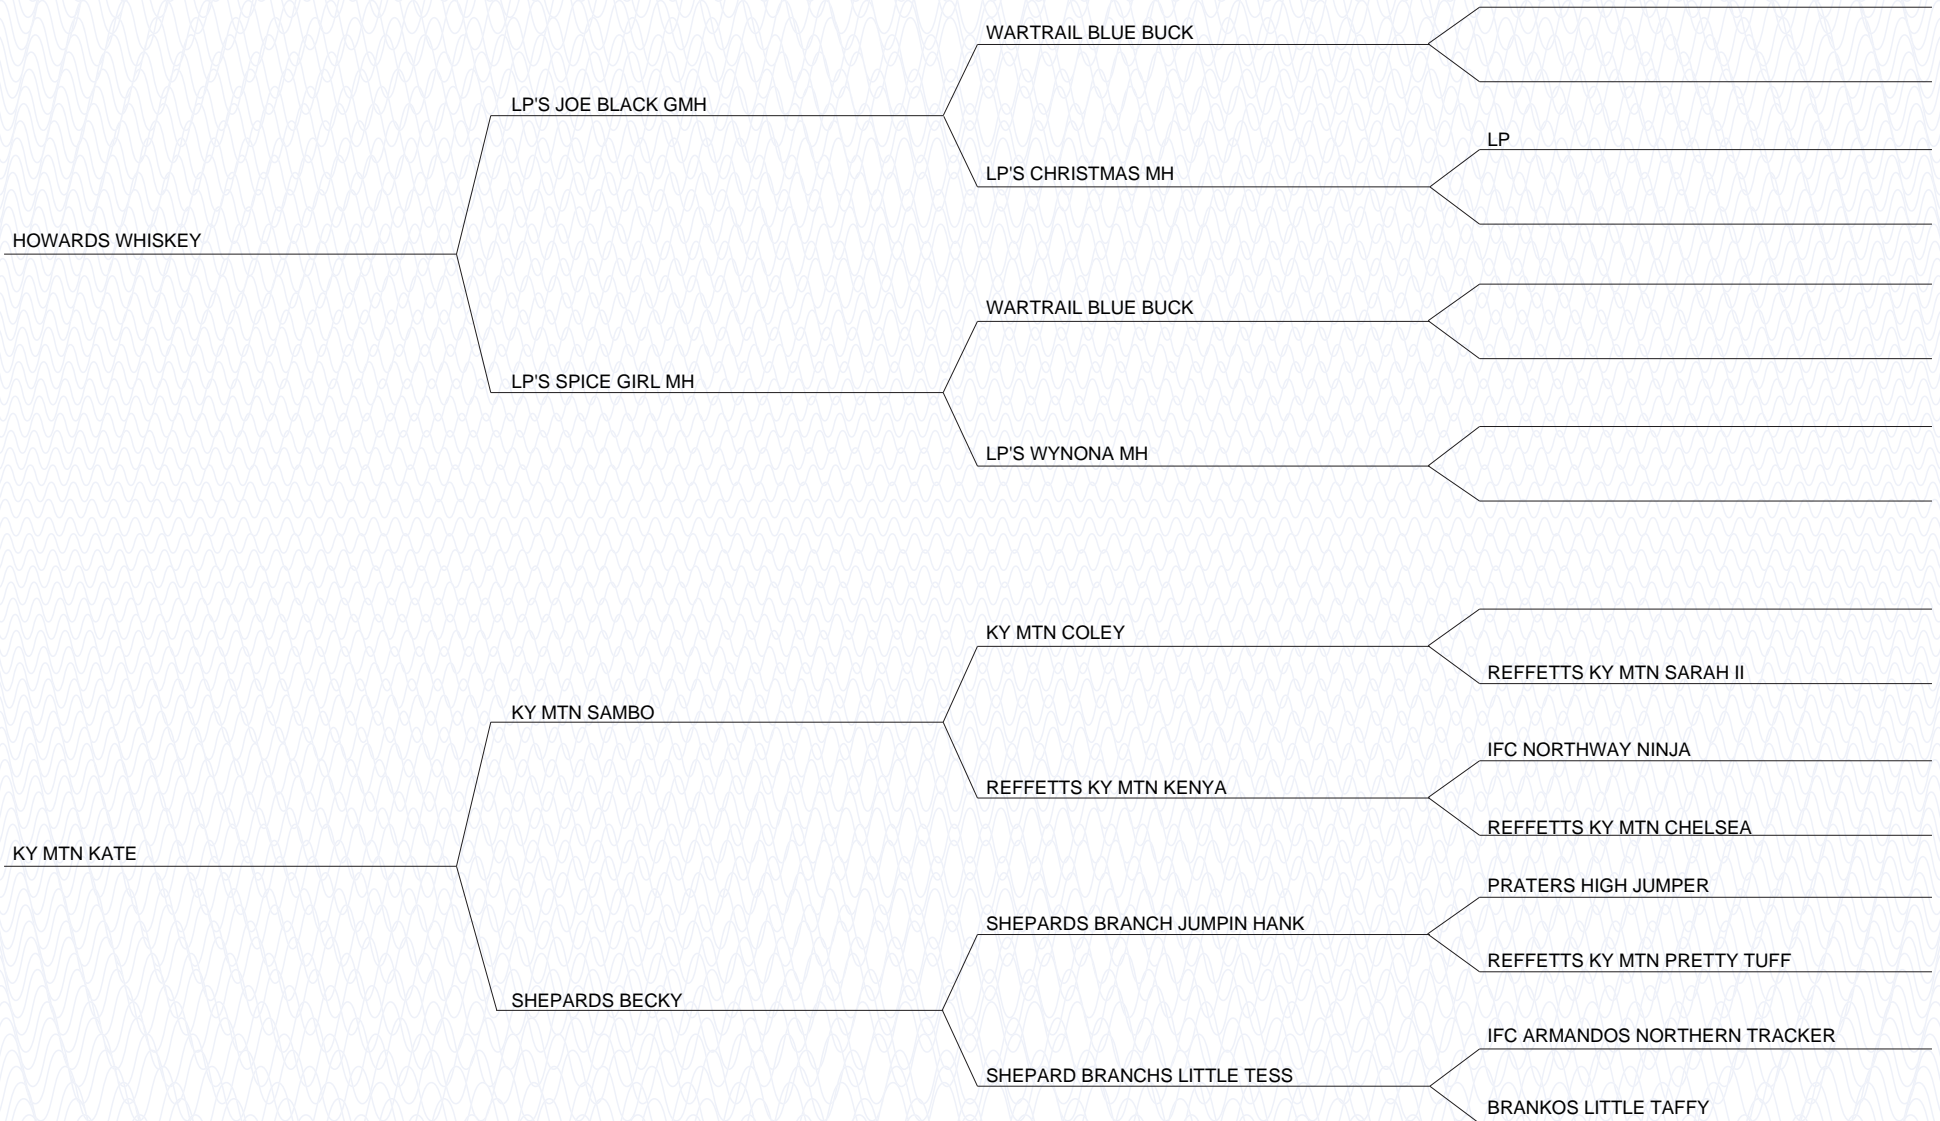 WARTRAIL BLUE BUCK
LP'S JOE BLACK GMH
LP
LP'S CHRISTMAS MH
HOWARDS WHISKEY
WARTRAIL BLUE BUCK
LP'S SPICE GIRL MH
LP'S WYNONA MH
KY MTN COLEY
REFFETTS KY MTN SARAH II
KY MTN SAMBO
IFC NORTHWAY NINJA
REFFETTS KY MTN KENYA
REFFETTS KY MTN CHELSEA
KY MTN KATE
PRATERS HIGH JUMPER
SHEPARDS BRANCH JUMPIN HANK
REFFETTS KY MTN PRETTY TUFF
SHEPARDS BECKY
IFC ARMANDOS NORTHERN TRACKER
SHEPARD BRANCHS LITTLE TESS
BRANKOS LITTLE TAFFY